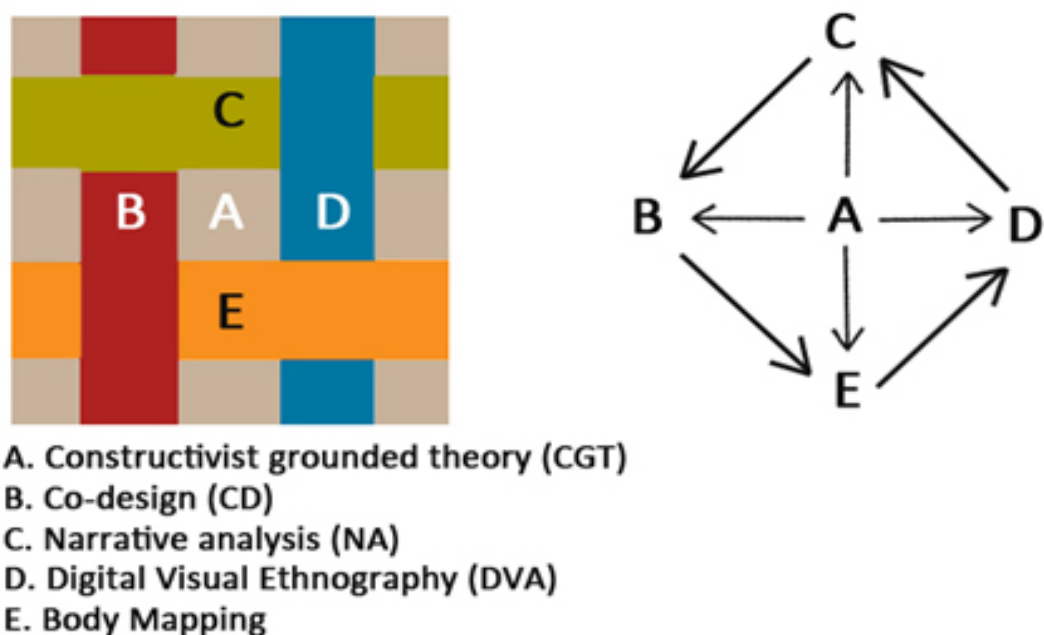 C
B A D
E
C
B A D
E
A. Constructivist grounded theory (CGT)
B. Co-design (CD)
C. Narrative analysis (NA)
D. Digital Visual Ethnography (DVA)
E. Body Mapping